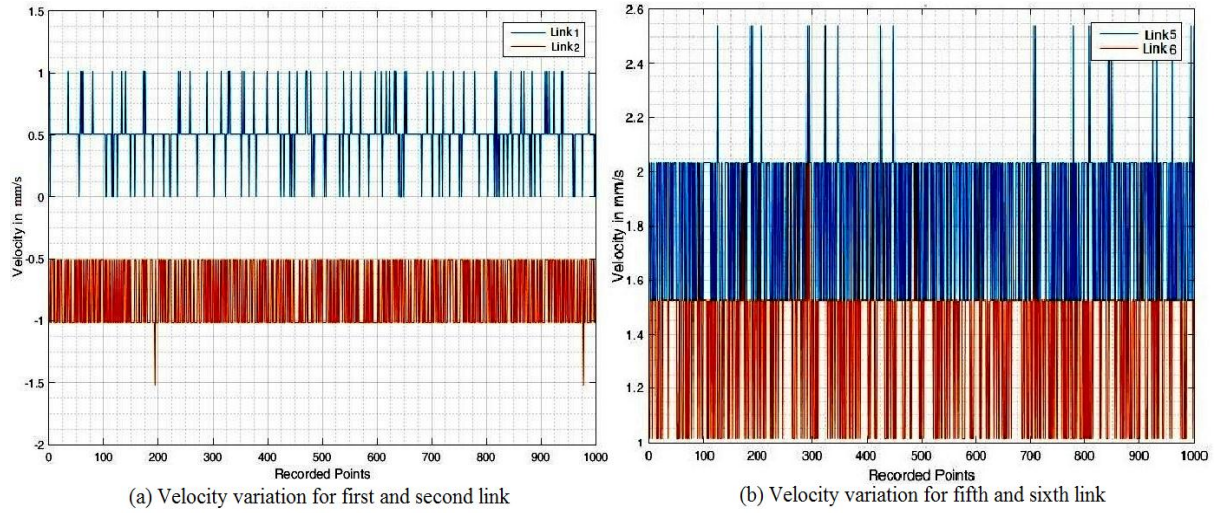 1.5
1
0.5
0
-0.5
-1
-1.5
-2
Velocity in mm/s
0 100 200 300 400 500 600 700 800 900 1000
Recorded Points
Link1
Link2
(a) Velocity variation for first and second link
2.6
2.4
2.2
2
1.8
1.6
1.4
1.2
1
Velocity in mm/s
0 100 200 300 400 500 600 700 800 900 1000
Recorded Points
Link5
Link6
(b) Velocity variation for fifth and sixth link